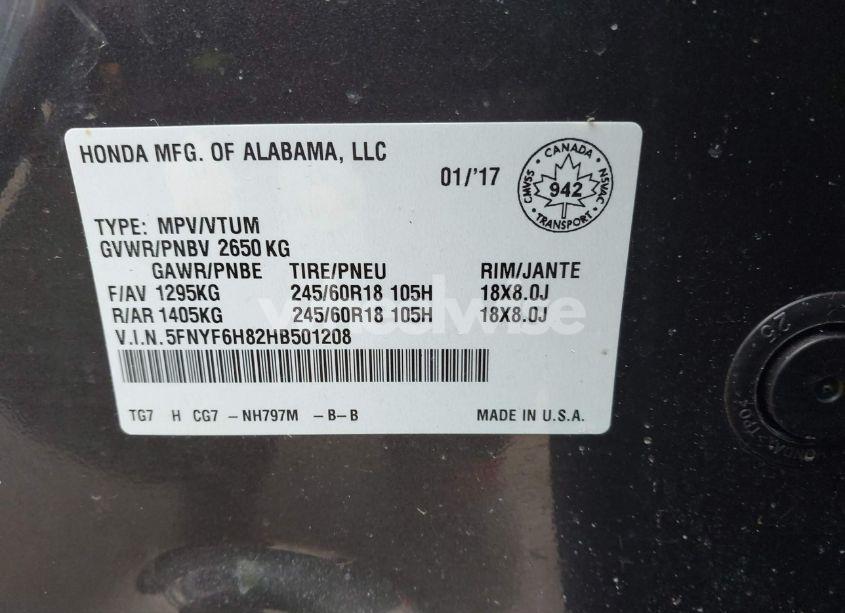 HONDA MFG. OF ALABAMA, LLC
01/'17
CANADA
CMVSS 942 NSVAC
TRANSPORT
TYPE: MPV/VTUM
GVWR/PNBV 2650 KG
GAWR/PNBE TIRE/PNEU RIM/JANTE
F/AV 1295KG 245/60R18 105H 18X8.0J
R/AR 1405KG 245/60R18 105H 18X8.0J
V.I.N.5FNYF6H82HB501208
TG7 H CG7 -NH797M -B-B MADE IN U.S.A.
25